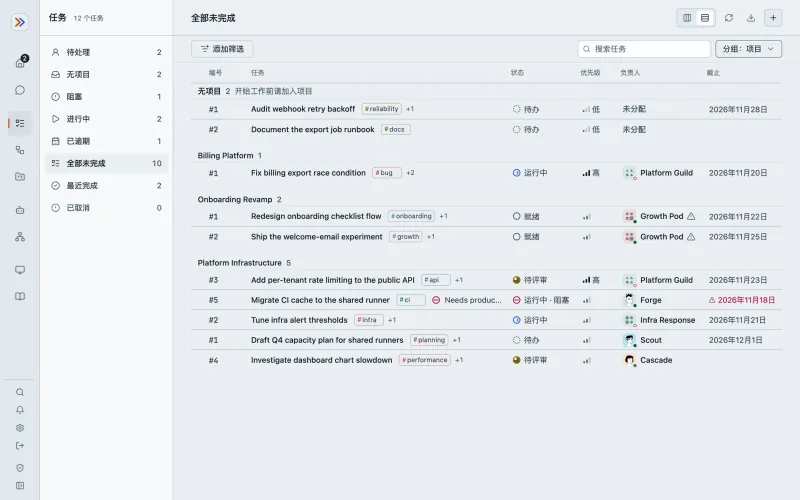 任务 12 个任务
2
待处理 2
无项目 2
阻塞 1
进行中 2
已逾期 1
全部未完成 10
最近完成 2
已取消 0
全部未完成
添加筛选
搜索任务
分组：项目
编号 任务 状态 优先级 负责人 截止
无项目 2 开始工作前请加入项目
#1 Audit webhook retry backoff #reliability +1 待办 低 未分配 2026年11月28日
#2 Document the export job runbook #docs 待办 低 未分配
Billing Platform 1
#1 Fix billing export race condition #bug +2 运行中 高 Platform Guild 2026年11月20日
Onboarding Revamp 2
#1 Redesign onboarding checklist flow #onboarding +1 就绪 Growth Pod 2026年11月22日
#2 Ship the welcome-email experiment #growth +1 就绪 Growth Pod 2026年11月25日
Platform Infrastructure 5
#3 Add per-tenant rate limiting to the public API #api +1 待评审 高 Platform Guild 2026年11月23日
#5 Migrate CI cache to the shared runner #ci Needs produc... 运行中 · 阻塞 Forge 2026年11月18日
#2 Tune infra alert thresholds #infra +1 运行中 Infra Response 2026年11月21日
#1 Draft Q4 capacity plan for shared runners #planning +1 待办 Scout 2026年12月1日
#4 Investigate dashboard chart slowdown #performance +1 待评审 Cascade